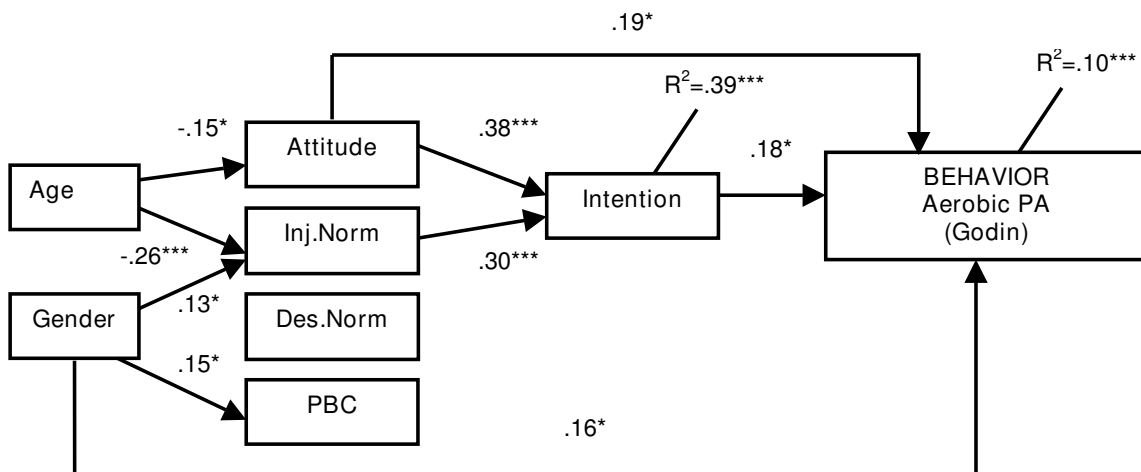 .19*
R²=.39***
R²=.10***
-.15*
Attitude
.38***
.18*
Age
Intention
BEHAVIOR
Aerobic PA
(Godin)
Inj.Norm
-.26***
.30***
Gender
.13*
Des.Norm
.15*
PBC
.16*